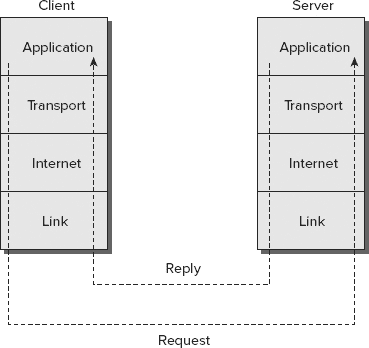 Client
Server
Application
Application
Transport
Transport
Internet
Internet
Link
Link
Reply
Request